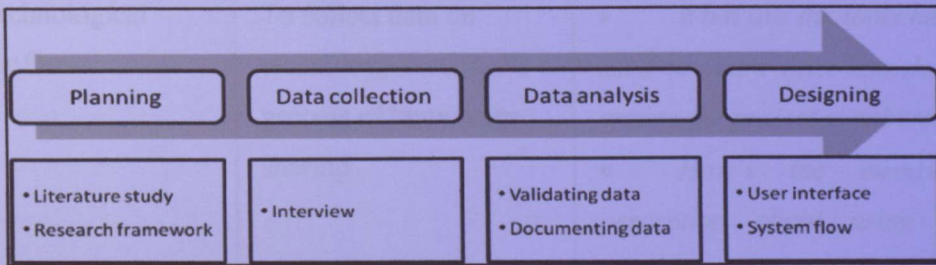 Planning
Data collection
Data analysis
Designing
• Literature study
• Research framework
• Interview
• Validating data
• Documenting data
• User interface
• System flow